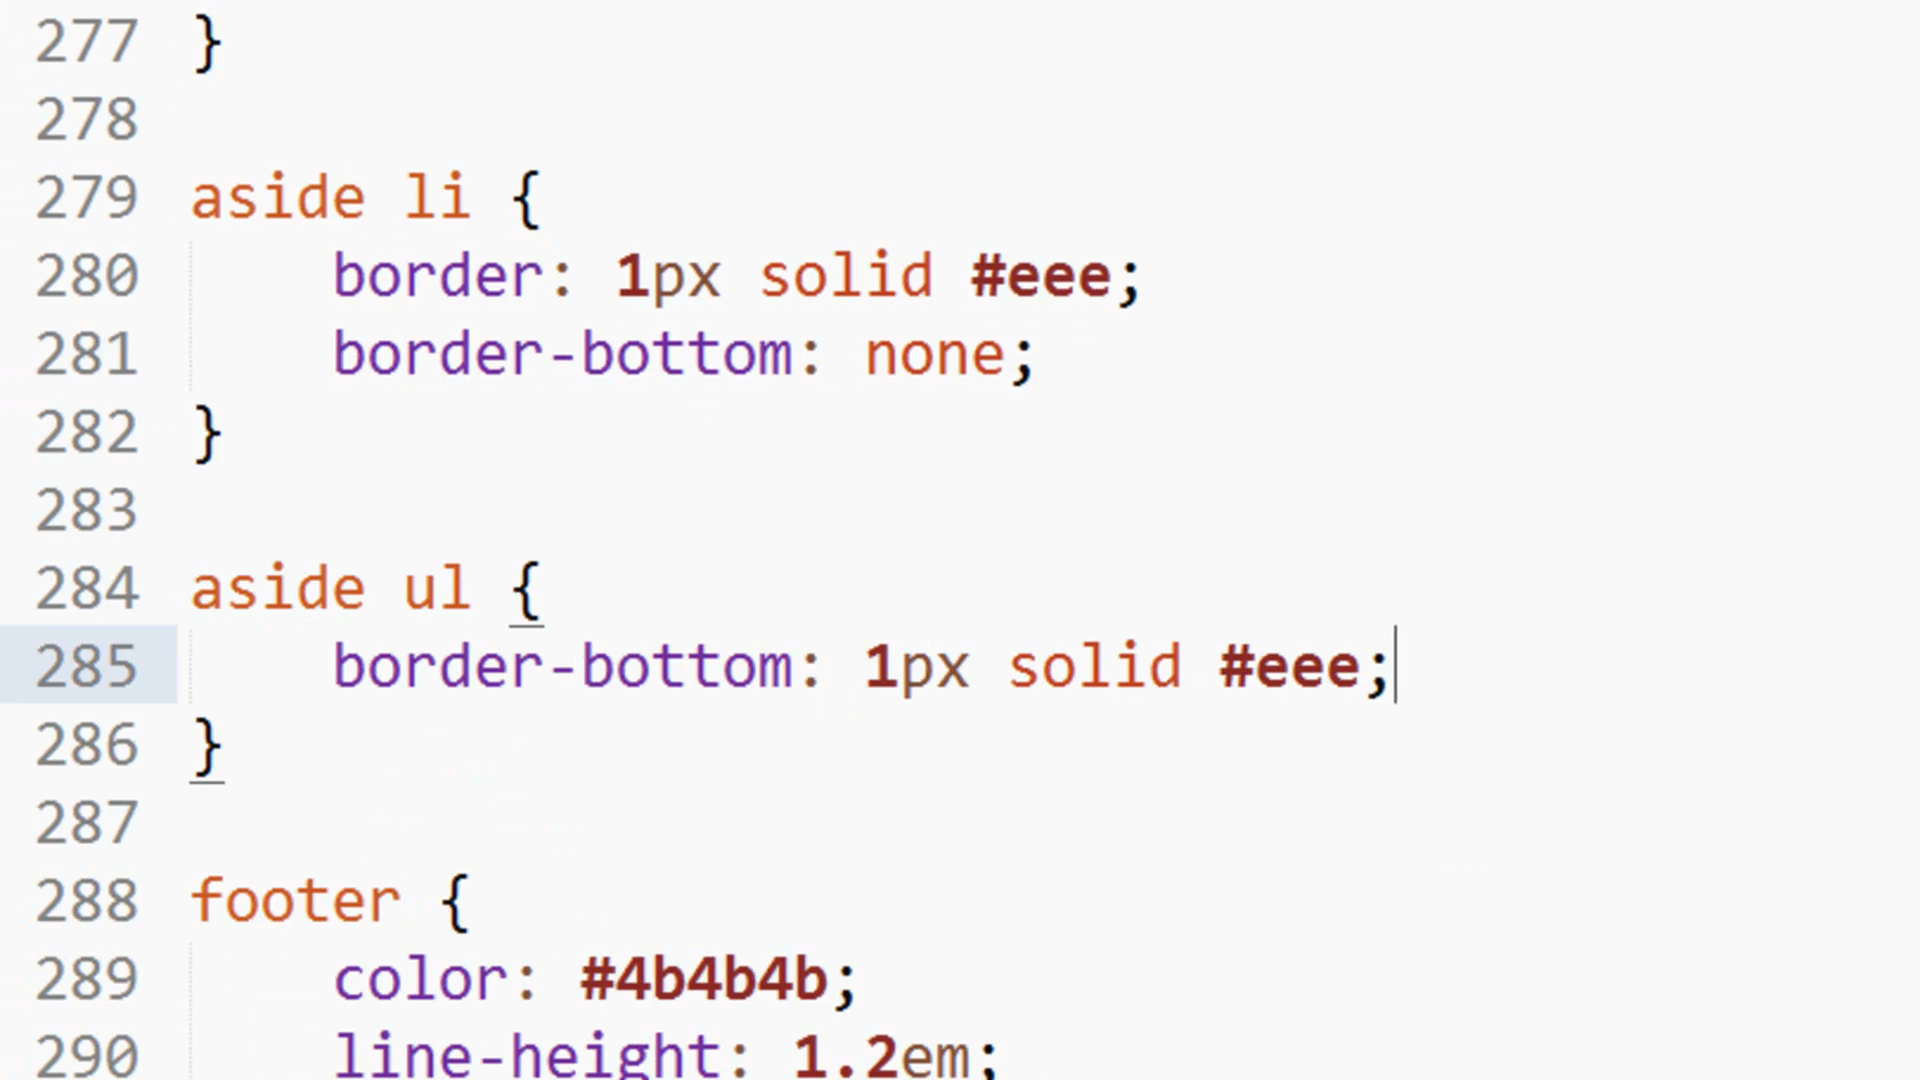 277 }
278
279 aside li {
280     border: 1px solid #eee;
281     border-bottom: none;
282 }
283
284 aside ul {
285     border-bottom: 1px solid #eee;
286 }
287
288 footer {
289     color: #4b4b4b;
290     line-height: 1.2em;